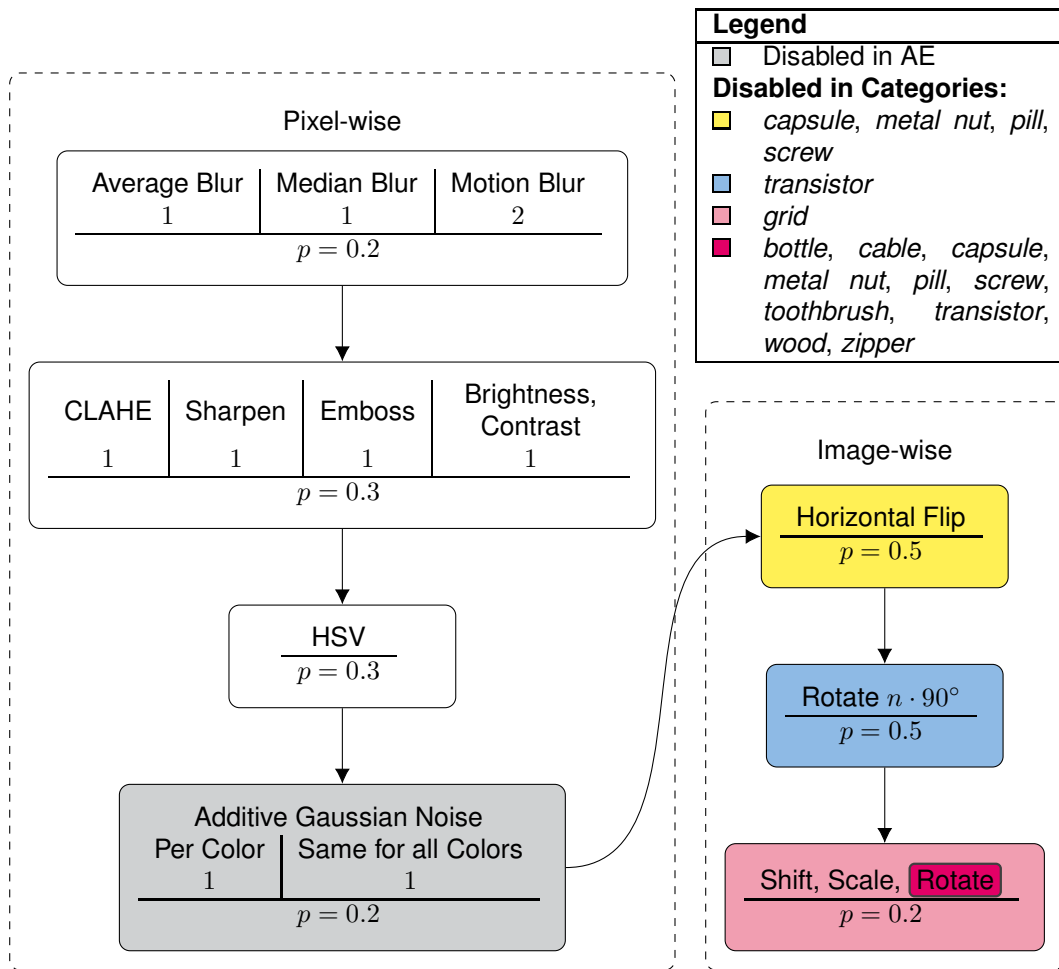 Legend
Disabled in AE
Disabled in Categories:
capsule, metal nut, pill,
screw
transistor
grid
bottle, cable, capsule,
metal nut, pill, screw,
toothbrush, transistor,
wood, zipper
Pixel-wise
Average Blur Median Blur Motion Blur
1 1 2
p = 0.2
CLAHE Sharpen Emboss Brightness,
Contrast
1 1 1 1
p = 0.3
HSV
p = 0.3
Additive Gaussian Noise
Per Color Same for all Colors
1 1
p = 0.2
Image-wise
Horizontal Flip
p = 0.5
Rotate n · 90°
p = 0.5
Shift, Scale, Rotate
p = 0.2